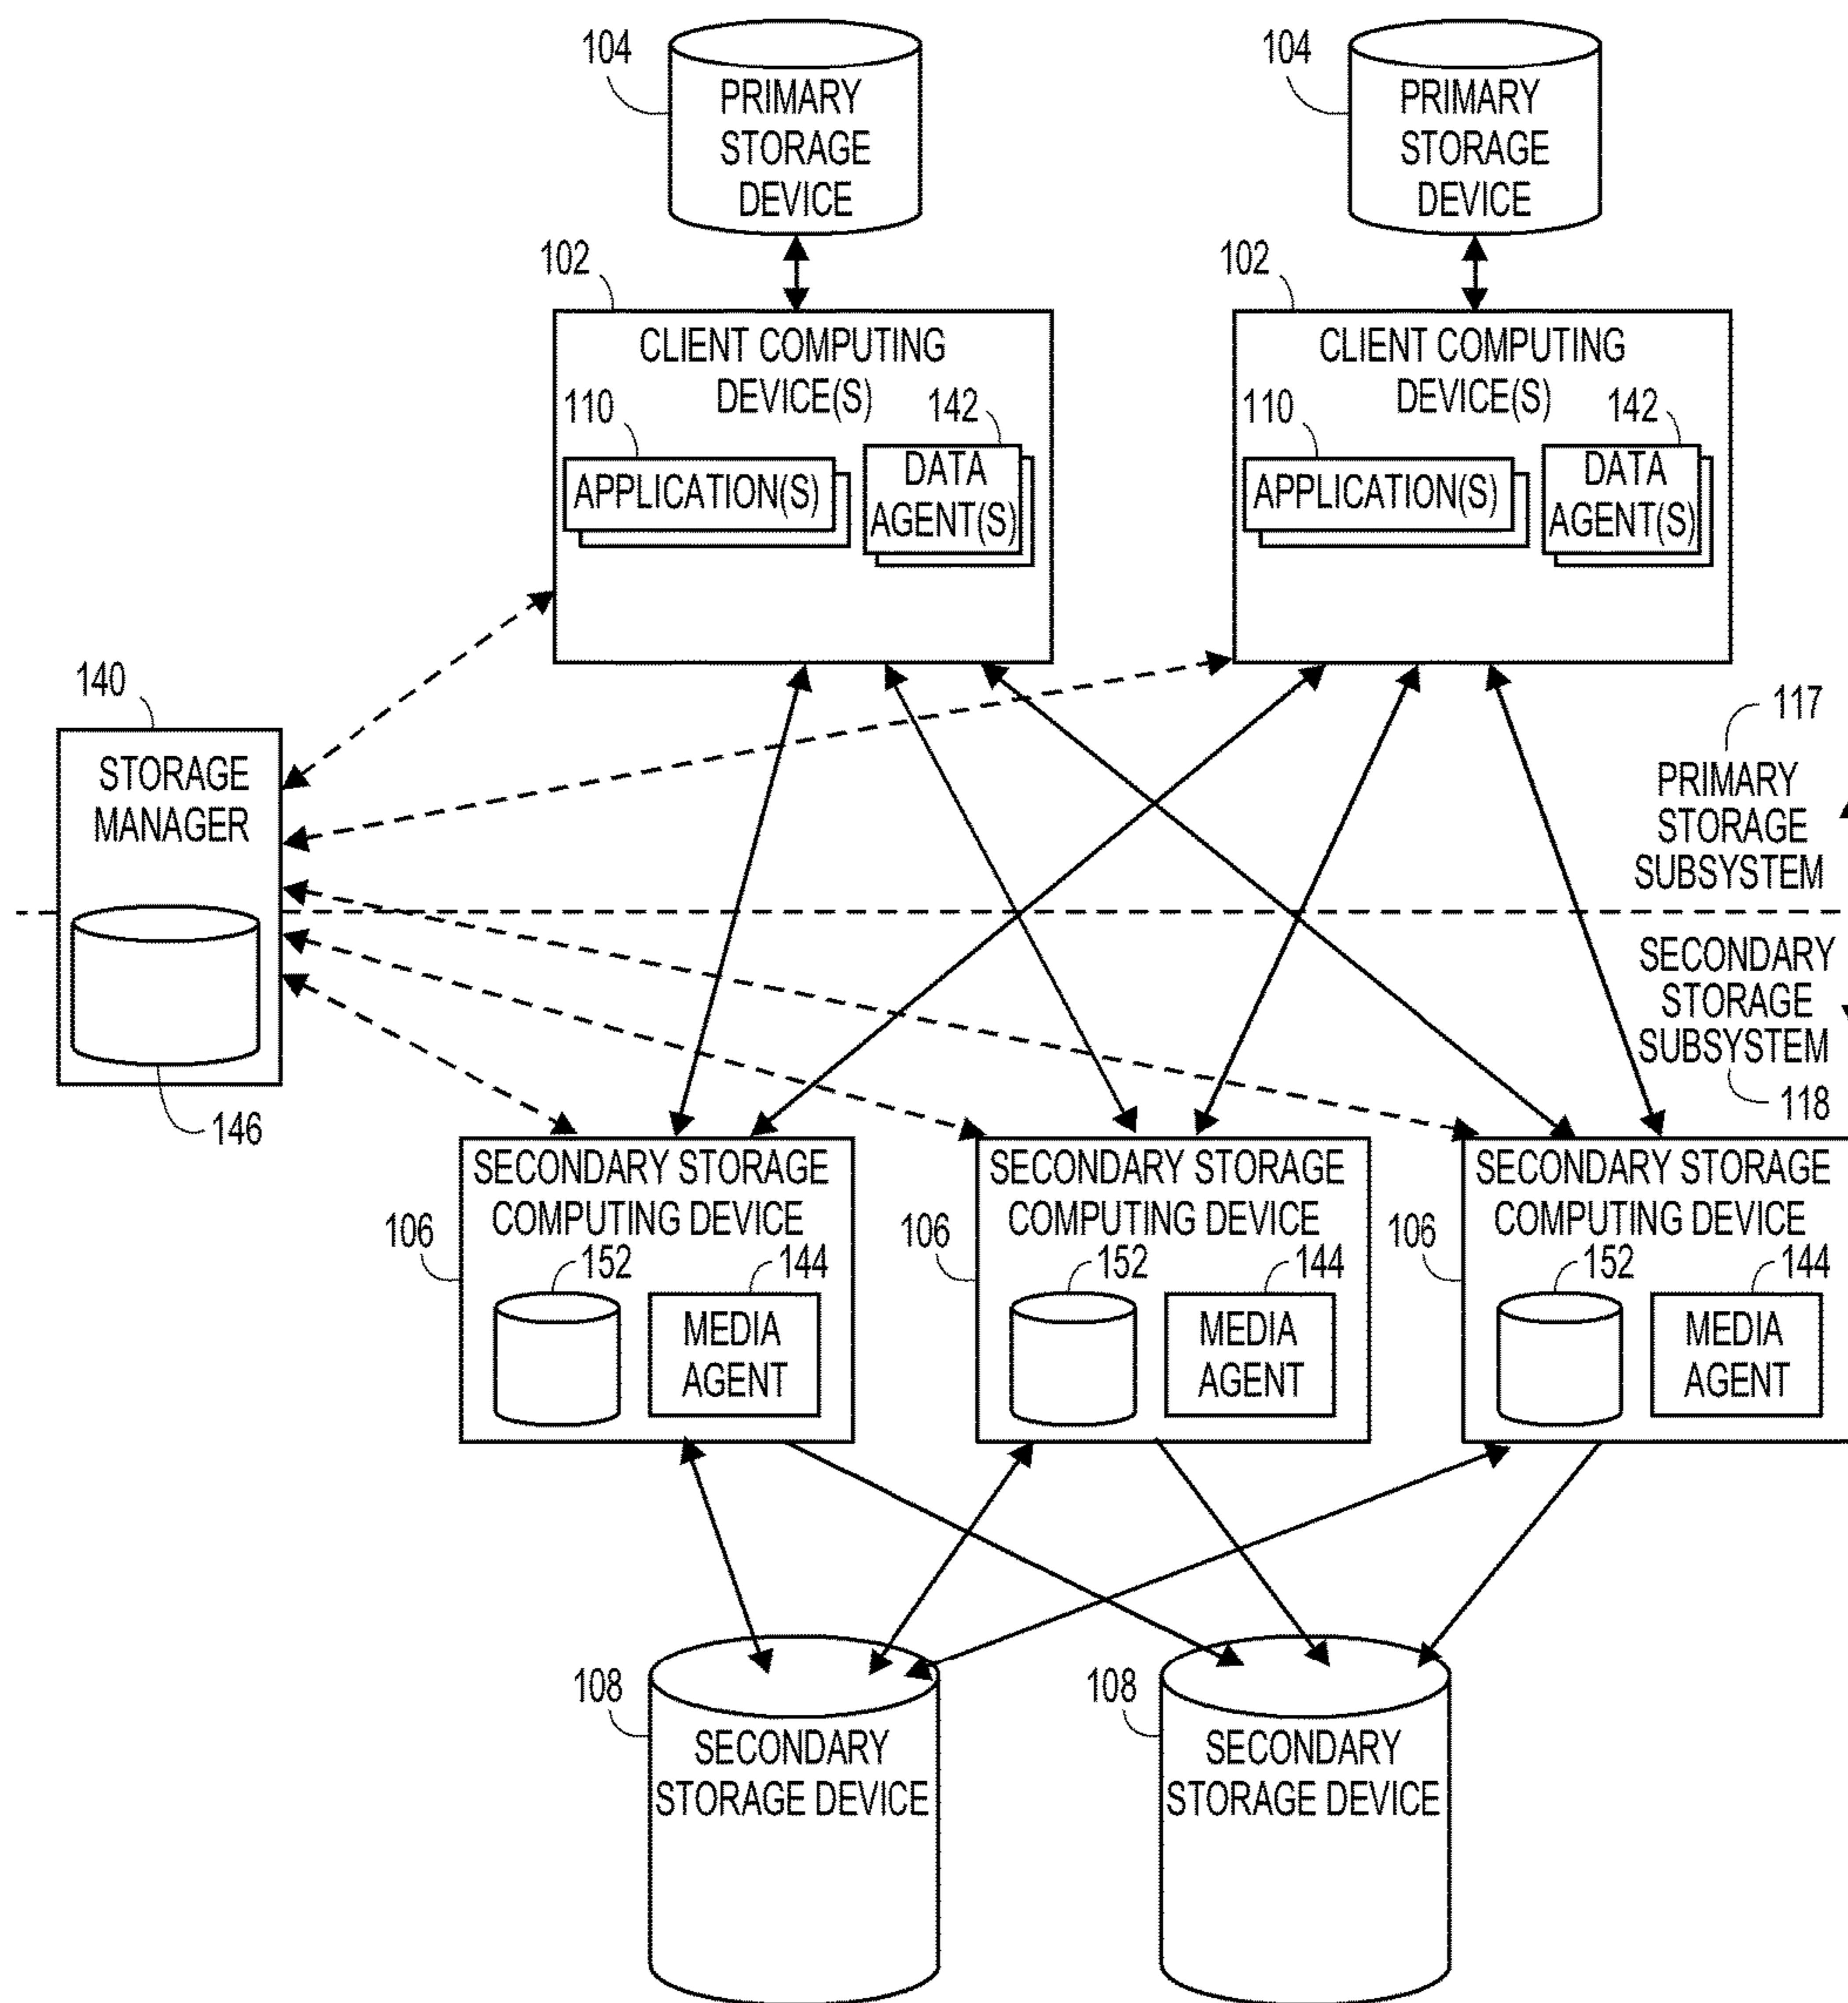 104
PRIMARY
STORAGE
DEVICE
104
PRIMARY
STORAGE
DEVICE
102
CLIENT COMPUTING
DEVICE(S)
110
142
APPLICATION(S)
DATA
AGENT(S)
102
CLIENT COMPUTING
DEVICE(S)
110
142
APPLICATION(S)
DATA
AGENT(S)
140
STORAGE
MANAGER
146
117
PRIMARY
STORAGE
SUBSYSTEM
SECONDARY
STORAGE
SUBSYSTEM
118
106
SECONDARY STORAGE
COMPUTING DEVICE
152
144
MEDIA
AGENT
106
SECONDARY STORAGE
COMPUTING DEVICE
152
144
MEDIA
AGENT
106
SECONDARY STORAGE
COMPUTING DEVICE
152
144
MEDIA
AGENT
108
SECONDARY
STORAGE DEVICE
108
SECONDARY
STORAGE DEVICE